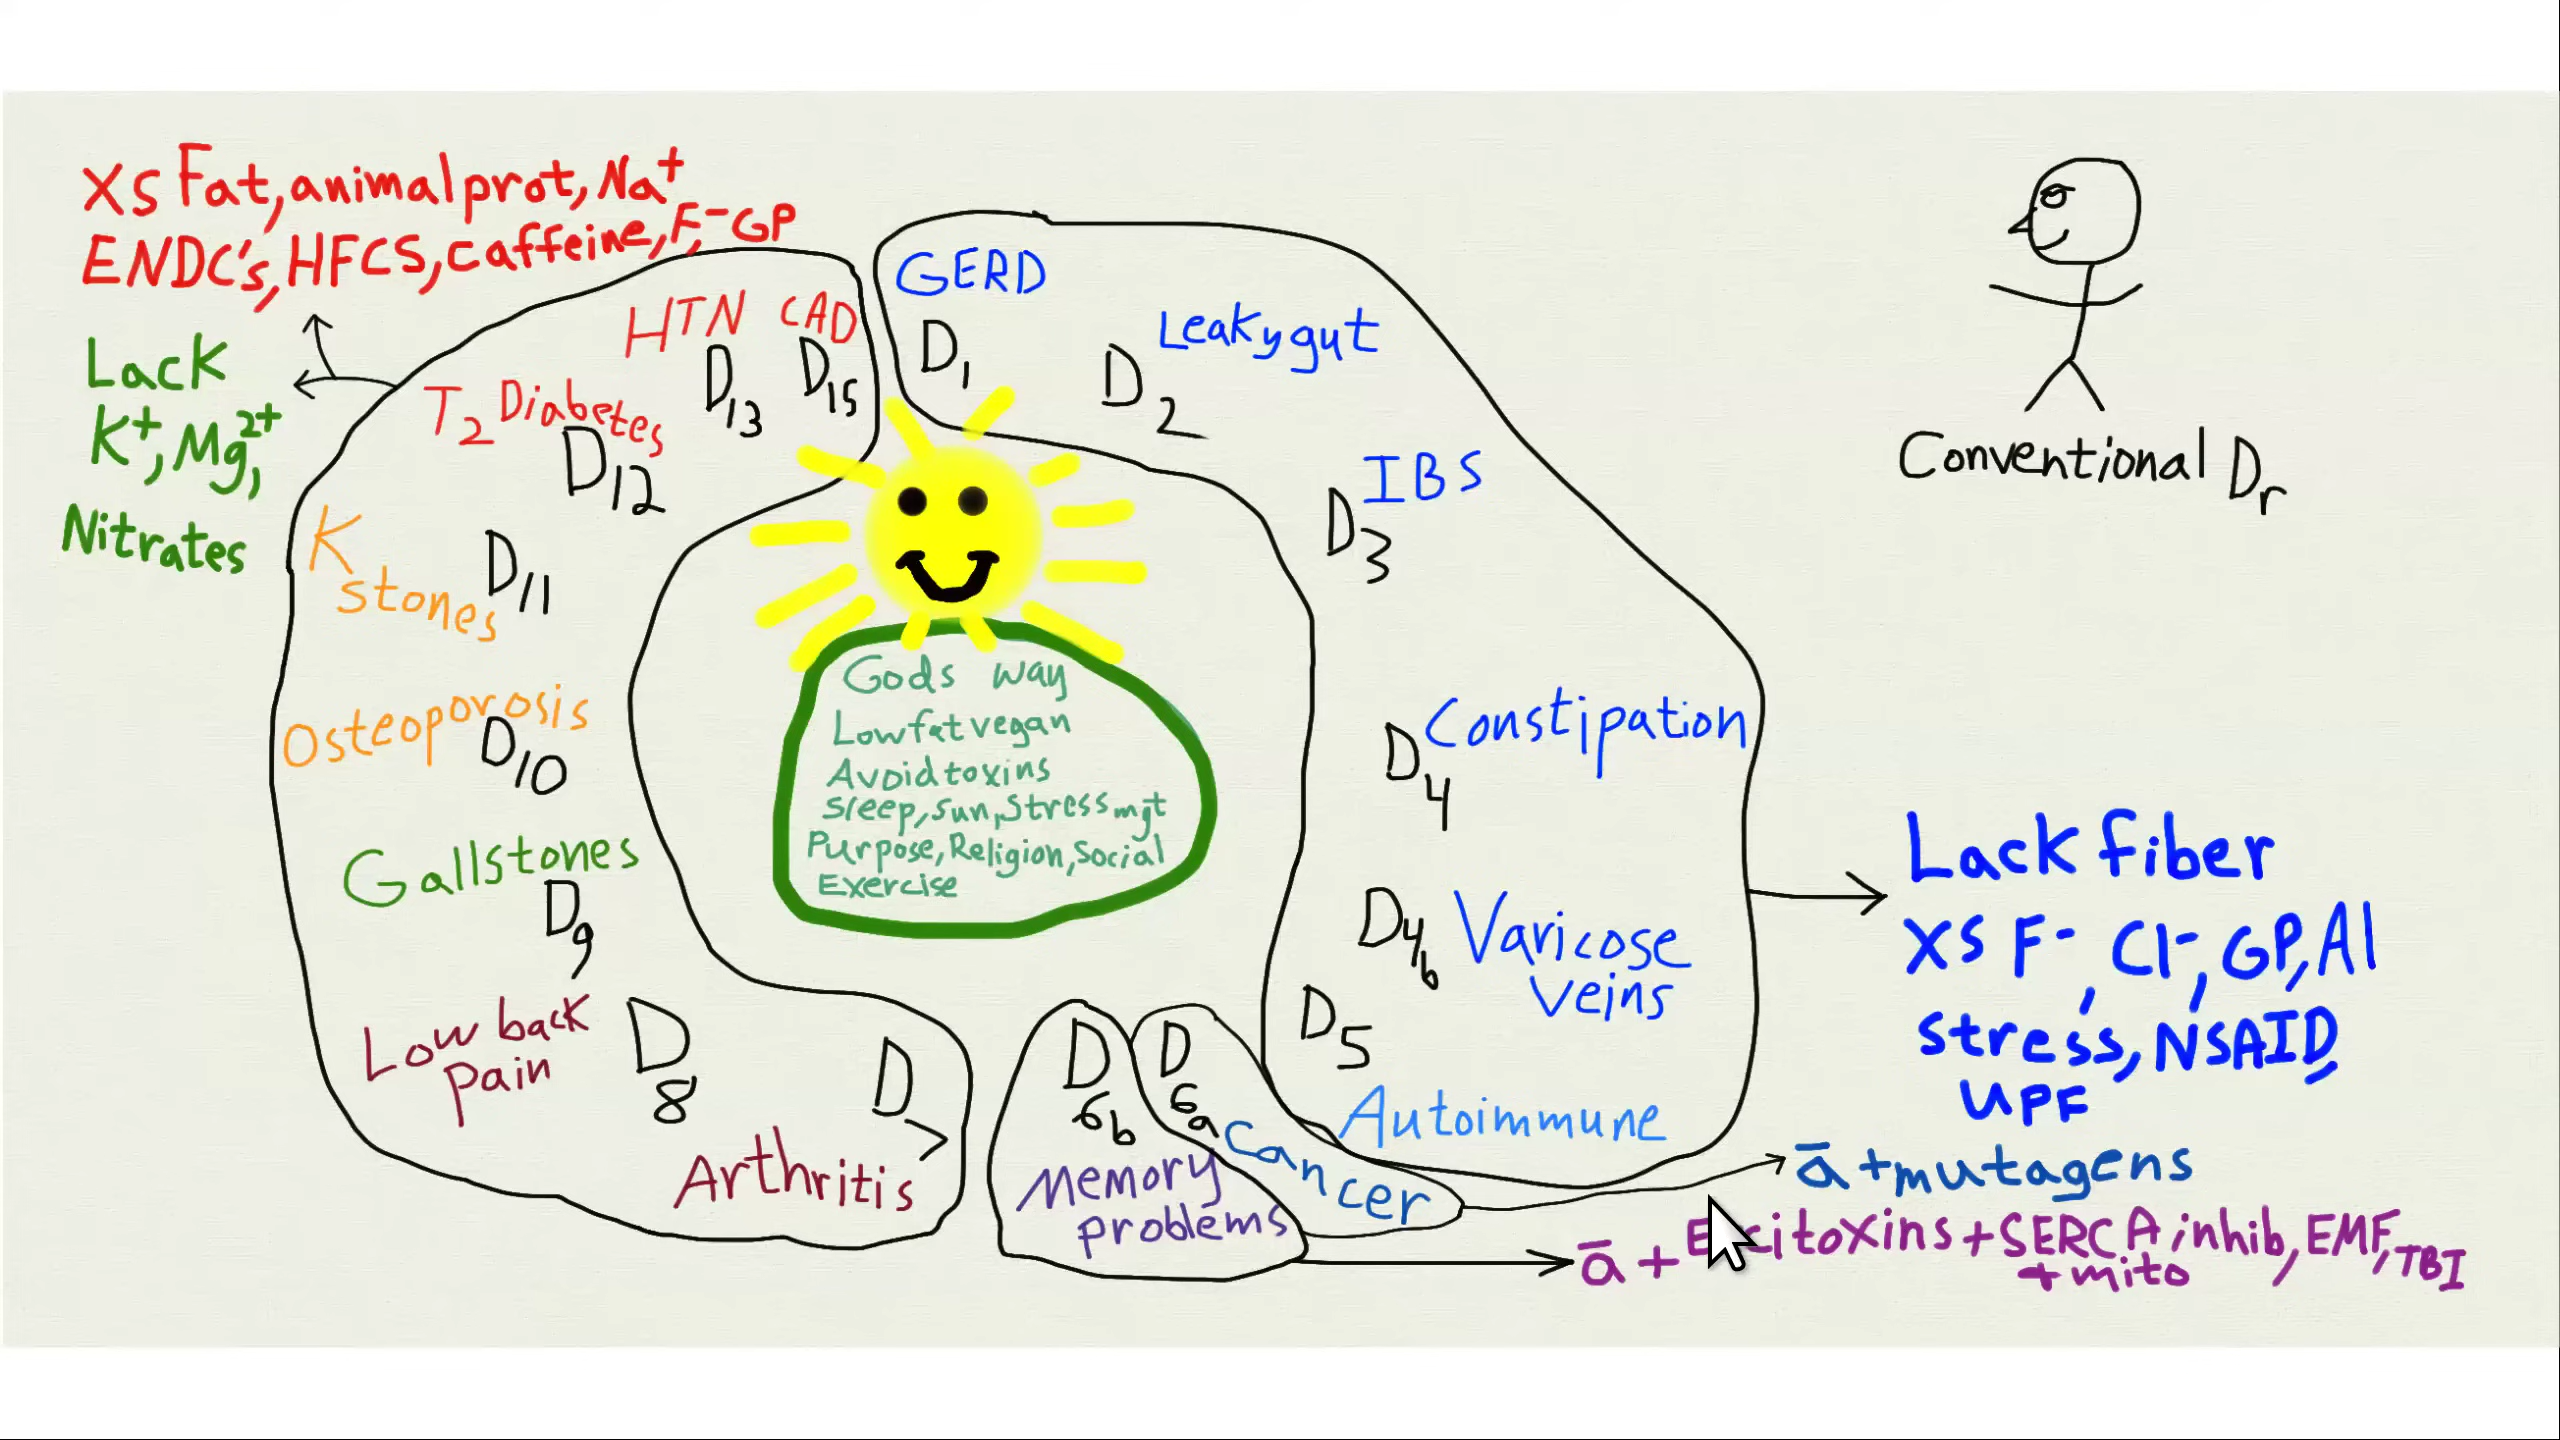 XS Fat, animal prot, Na+
ENDC's, HFCS, caffeine, F-, GP
Lack
K+, Mg2+,
Nitrates
HTN CAD
D13 D15
T2 Diabetes
D12
K
stones
D11
Osteoporosis
D10
Gallstones
D9
Low back
pain
D8
D7
Arthritis
GERD
D1
Leaky gut
D2
IBS
D3
Constipation
D4
D4b Varicose
veins
D5
Autoimmune
D6a
Cancer
D6b
Memory
problems
Gods way
Low fat vegan
Avoid toxins
Sleep, sun, Stress mgt
Purpose, Religion, Social
Exercise
Conventional Dr
Lack fiber
XS F-, Cl-, GP, Al
stress, NSAID,
UPF
ā + mutagens
ā + Excitoxins + SERCA inhib, EMF, TBI
+ mito